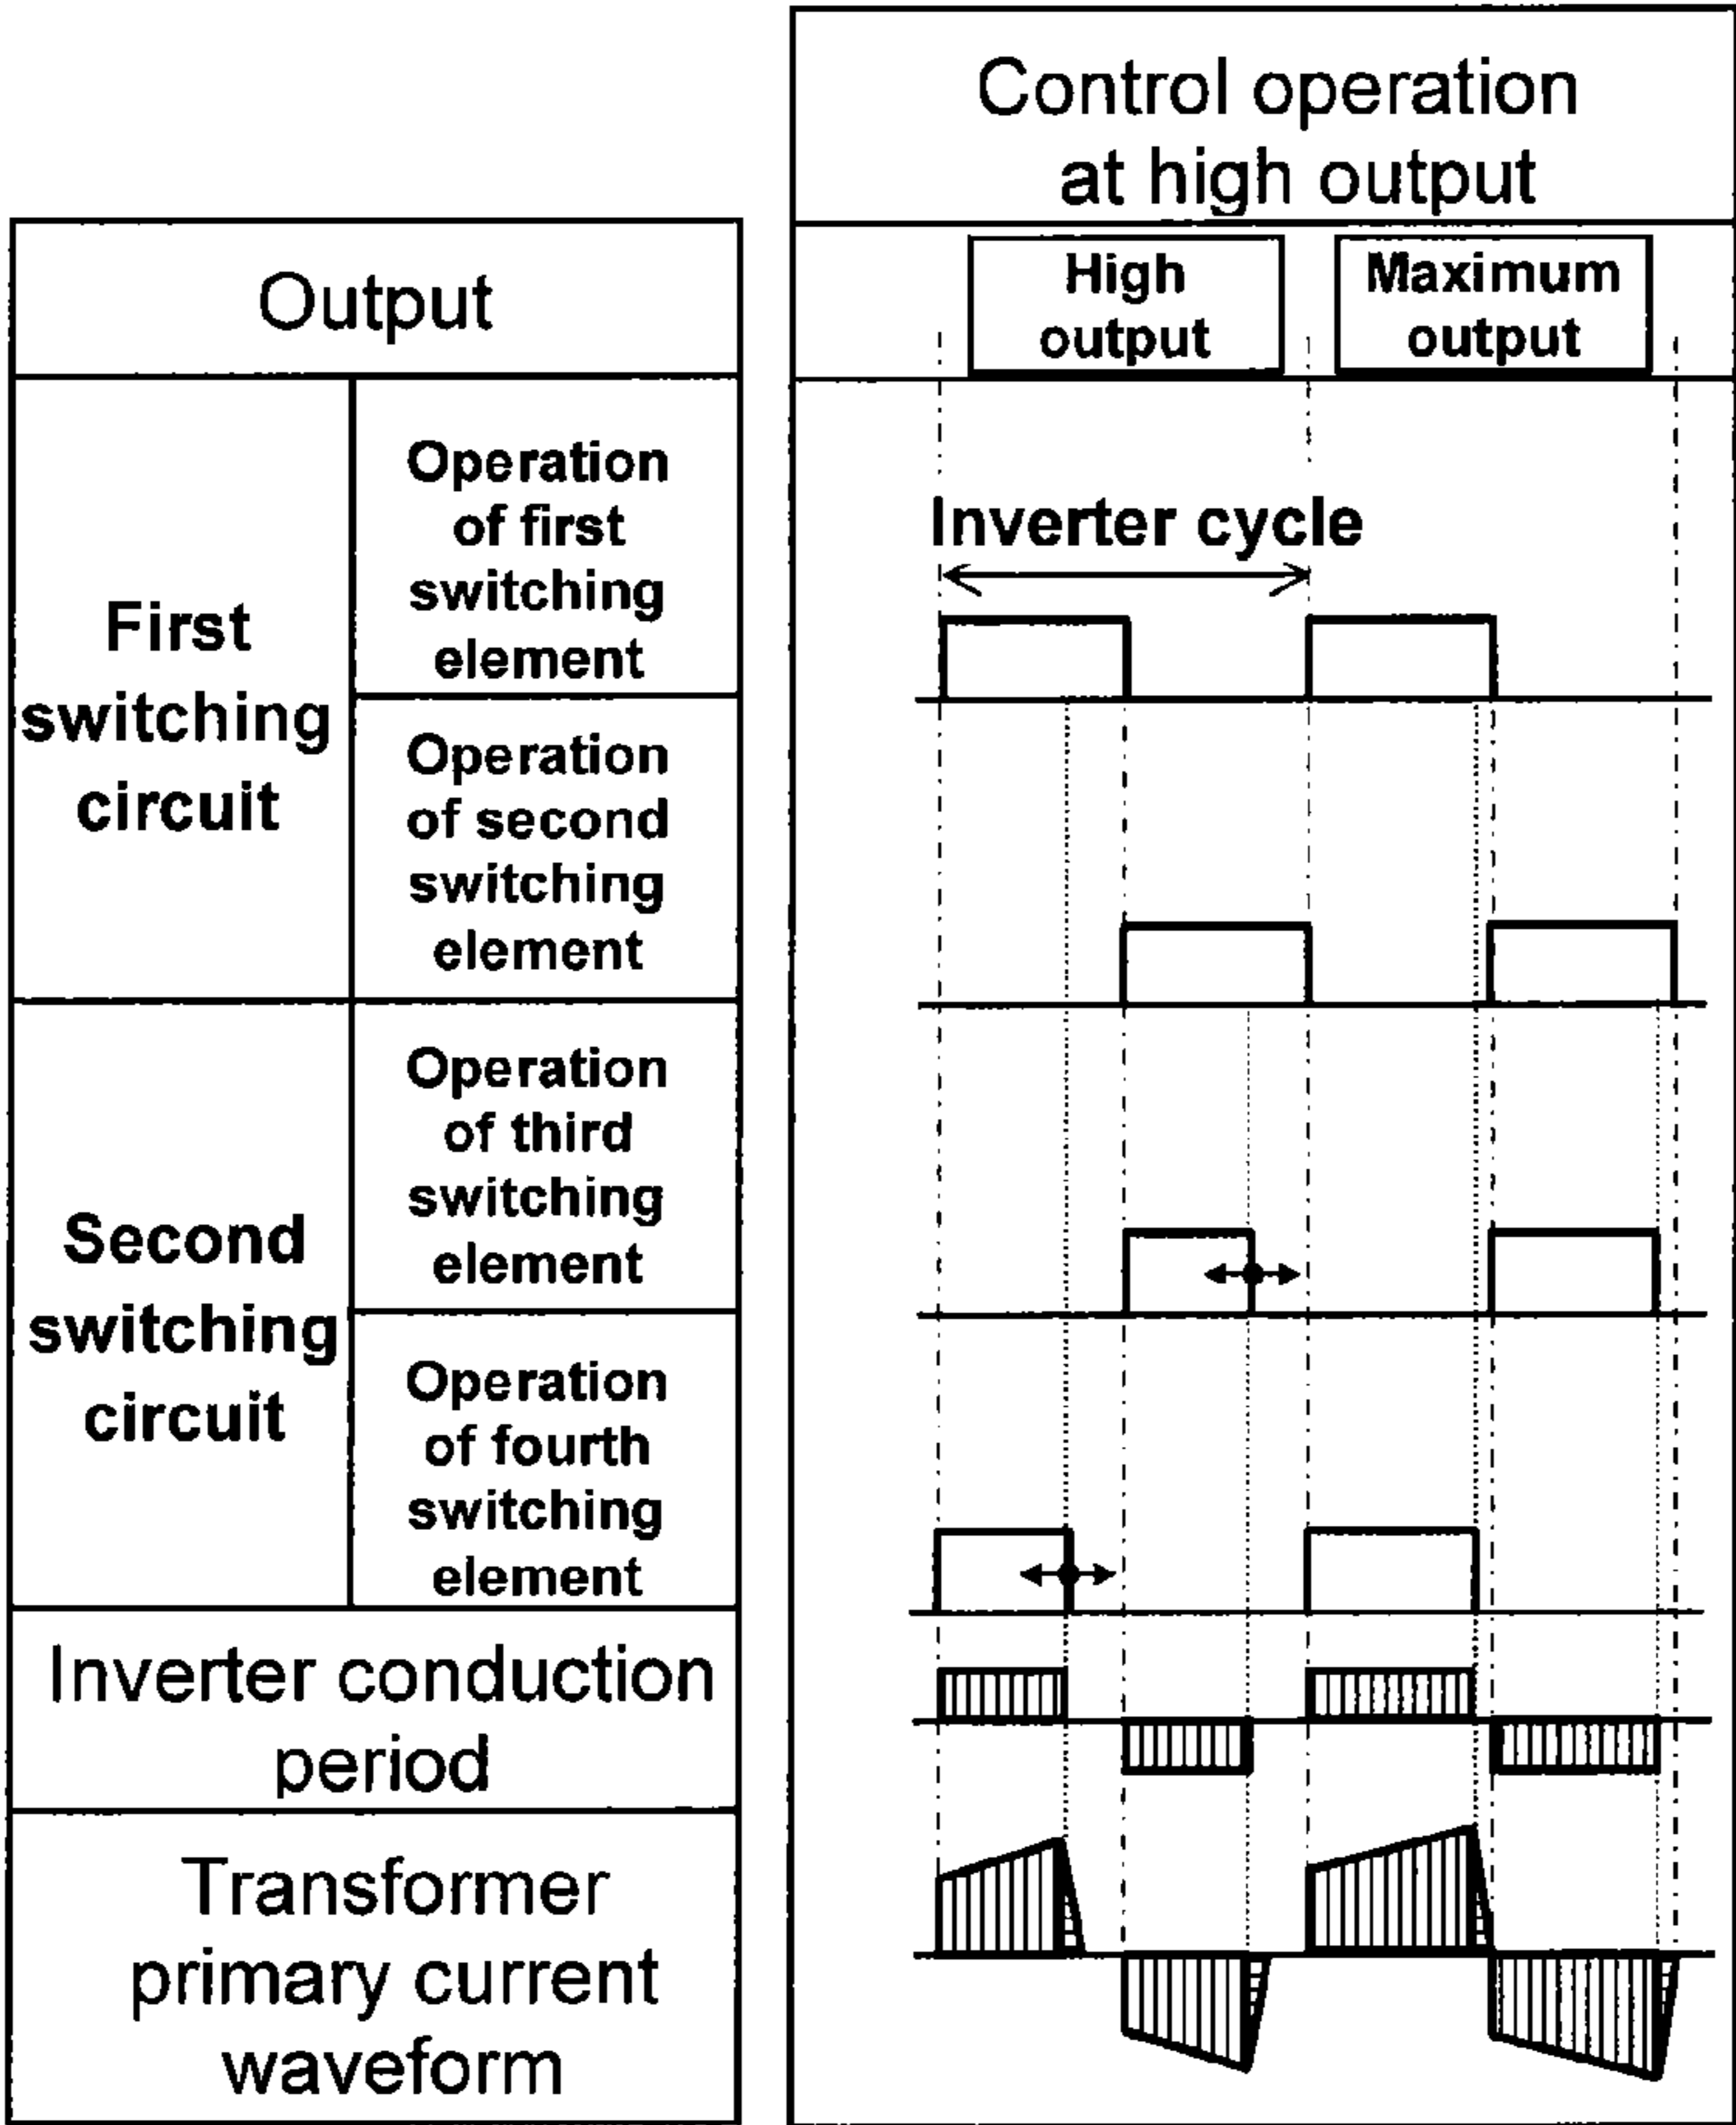 Control operation
at high output
High
output
Maximum
output
Output
First
switching
circuit
Operation
of first
switching
element
Inverter cycle
Operation
of second
switching
element
Second
switching
circuit
Operation
of third
switching
element
Operation
of fourth
switching
element
Inverter conduction
period
Transformer
primary current
waveform